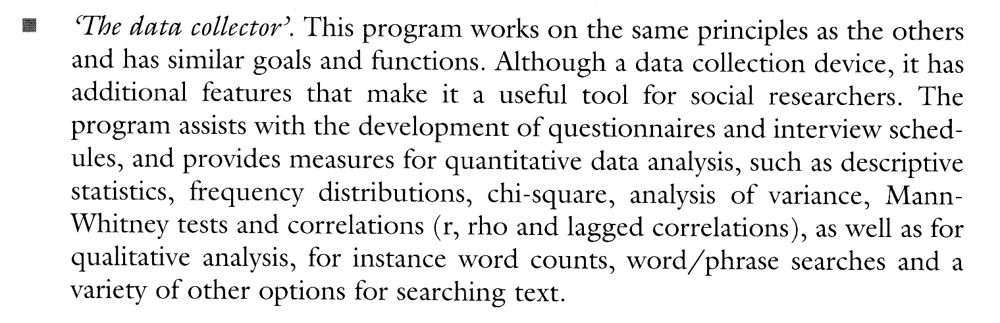 ■ ‘The data collector’. This program works on the same principles as the others
and has similar goals and functions. Although a data collection device, it has
additional features that make it a useful tool for social researchers. The
program assists with the development of questionnaires and interview sched-
ules, and provides measures for quantitative data analysis, such as descriptive
statistics, frequency distributions, chi-square, analysis of variance, Mann-
Whitney tests and correlations (r, rho and lagged correlations), as well as for
qualitative analysis, for instance word counts, word/phrase searches and a
variety of other options for searching text.